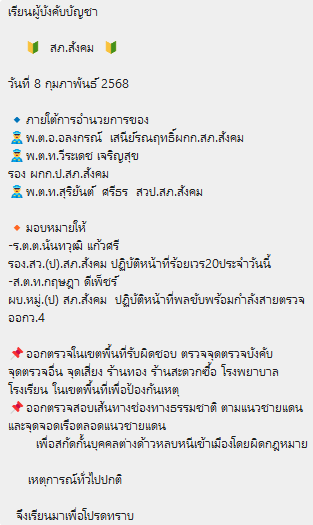 เรียนผู้บังคับบัญชา
🔰 สภ.สังคม 🔰
วันที่ 8 กุมภาพันธ์ 2568
🔹ภายใต้การอำนวยการของ
👮พ.ต.อ.อลงกรณ์ เสนีย์รณฤทธิ์ผกก.สภ.สังคม
👮พ.ต.ท.วีระเดช เจริญสุข
รอง ผกก.ป.สภ.สังคม
👮พ.ต.ท.สุริยันต์ ศรีธร สวป.สภ.สังคม
🔸มอบหมายให้
-ร.ต.ต.นันทวุฒิ แก้วศรี
รอง.สว.(ป).สภ.สังคม ปฏิบัติหน้าที่ร้อยเวร20ประจำวันนี้
-ส.ต.ท.กฤษฎา ดีเพ็ชร์
ผบ.หมู่.(ป) สภ.สังคม ปฏิบัติหน้าที่พลขับพร้อมกำลังสายตรวจ
ออกว.4
📌ออกตรวจในเขตพื้นที่รับผิดชอบ ตรวจจุดตรวจบังคับ
จุดตรวจอื่น จุดเสี่ยง ร้านทอง ร้านสะดวกซื้อ โรงพยาบาล
โรงเรียน ในเขตพื้นที่เพื่อป้องกันเหตุ
📌ออกตรวจสอบเส้นทางช่องทางธรรมชาติ ตามแนวชายแดน
และจุดจอดเรือตลอดแนวชายแดน
เพื่อสกัดกั้นบุคคลต่างด้าวหลบหนีเข้าเมืองโดยผิดกฎหมาย
เหตุการณ์ทั่วไปปกติ
จึงเรียนมาเพื่อโปรดทราบ